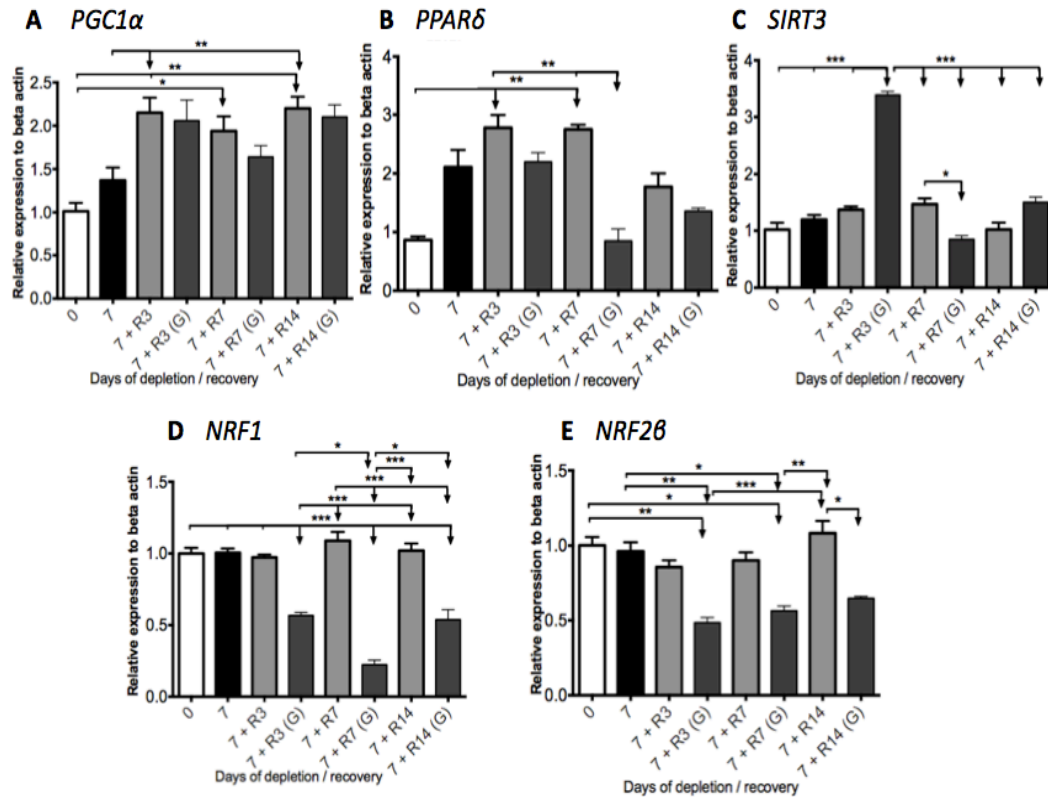 A PGC1α
Relative expression to beta actin
2.5
2.0
1.5
1.0
0.5
0.0
**
**
*
0
7
7 + R3
7 + R3 (G)
7 + R7
7 + R7 (G)
7 + R14
7 + R14 (G)
Days of depletion / recovery
B PPARδ
Relative expression to beta actin
4
3
2
1
0
**
**
0
7
7 + R3
7 + R3 (G)
7 + R7
7 + R7 (G)
7 + R14
7 + R14 (G)
Days of depletion / recovery
C SIRT3
Relative expression to beta actin
4
3
2
1
0
***
***
*
0
7
7 + R3
7 + R3 (G)
7 + R7
7 + R7 (G)
7 + R14
7 + R14 (G)
Days of depletion / recovery
D NRF1
Relative expression to beta actin
1.5
1.0
0.5
0.0
*
*
***
***
***
***
0
7
7 + R3
7 + R3 (G)
7 + R7
7 + R7 (G)
7 + R14
7 + R14 (G)
Days of depletion / recovery
E NRF2β
Relative expression to beta actin
1.5
1.0
0.5
0.0
*
**
**
***
*
*
**
0
7
7 + R3
7 + R3 (G)
7 + R7
7 + R7 (G)
7 + R14
7 + R14 (G)
Days of depletion / recovery